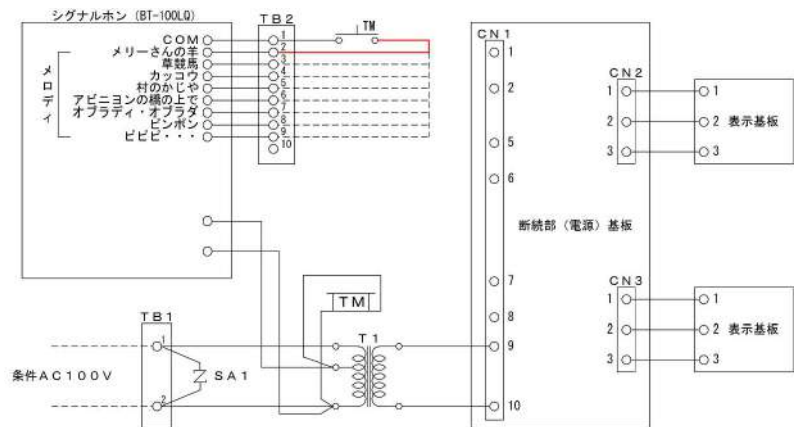 シグナルホン (BT-100LQ)
TB2
TM
CN1
COM
1
メリーさんの羊
2
草競馬
3
カッコウ
4
村のかじや
5
アビニヨンの橋の上で
6
オブラディ・オブラダ
7
ピンポン
8
ピピピ・・・
9
10
メロディ
1
2
5
6
7
8
9
10
断続部（電源）基板
CN2
1
2
3
1
2 表示基板
3
CN3
1
2
3
1
2 表示基板
3
TM
T1
TB1
1
条件AC100V
SA1
2